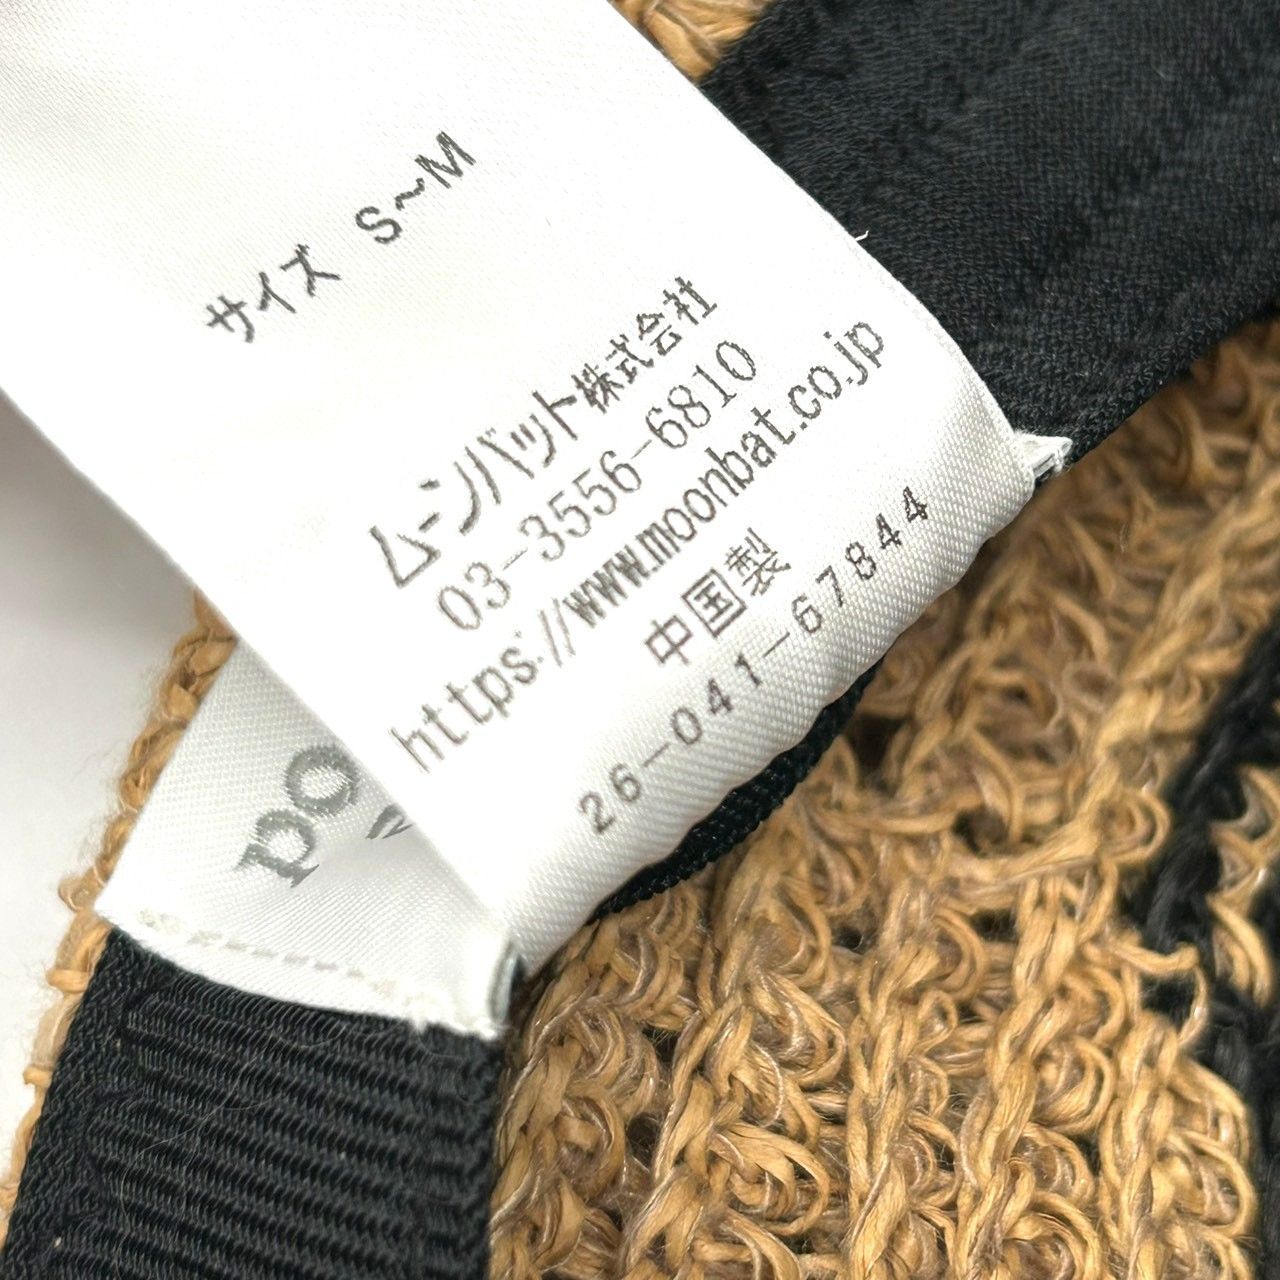 サイズ S~M
ムーンバット株式会社
03-3556-6810
https://www.moonbat.co.jp
中国製
26-041-67844
po